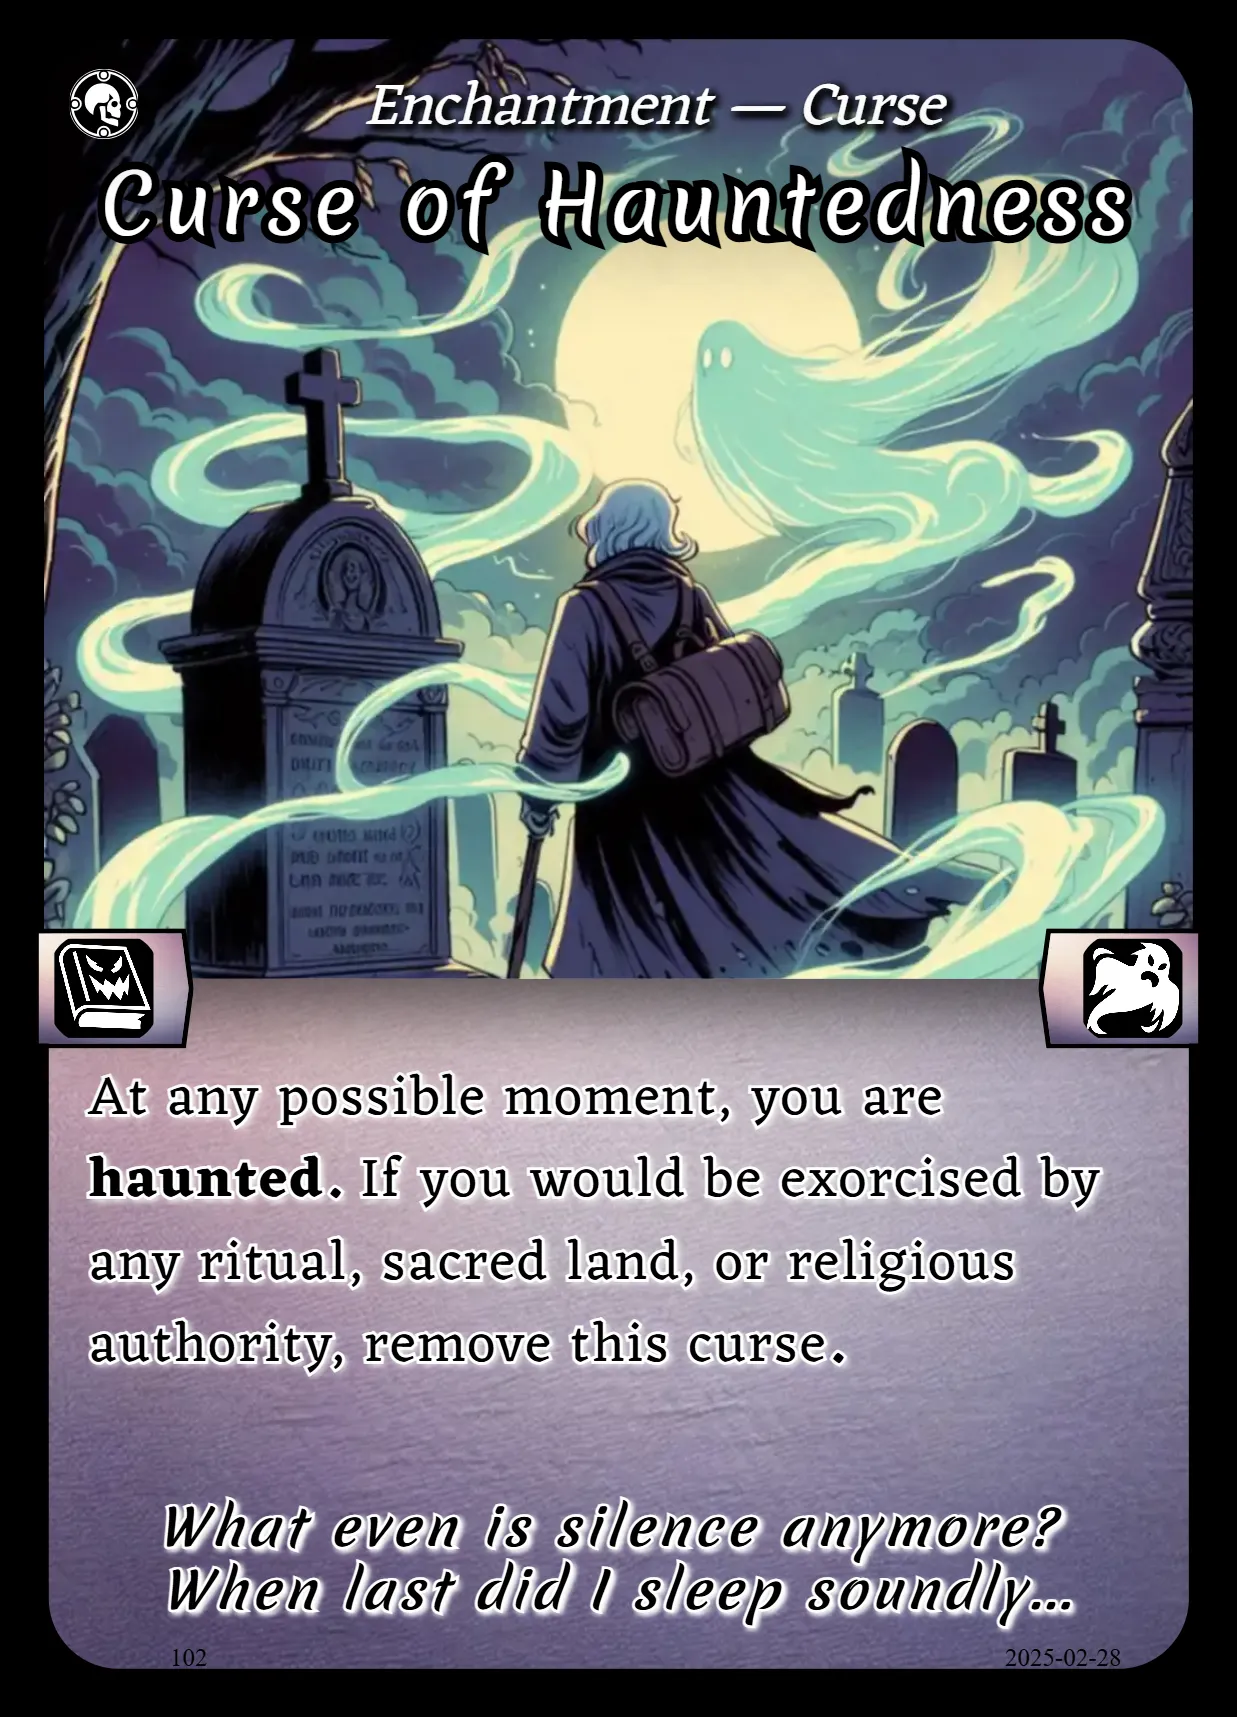 Enchantment — Curse
Curse of Hauntedness
At any possible moment, you are
haunted. If you would be exorcised by
any ritual, sacred land, or religious
authority, remove this curse.
What even is silence anymore?
When last did I sleep soundly...
102
2025-02-28